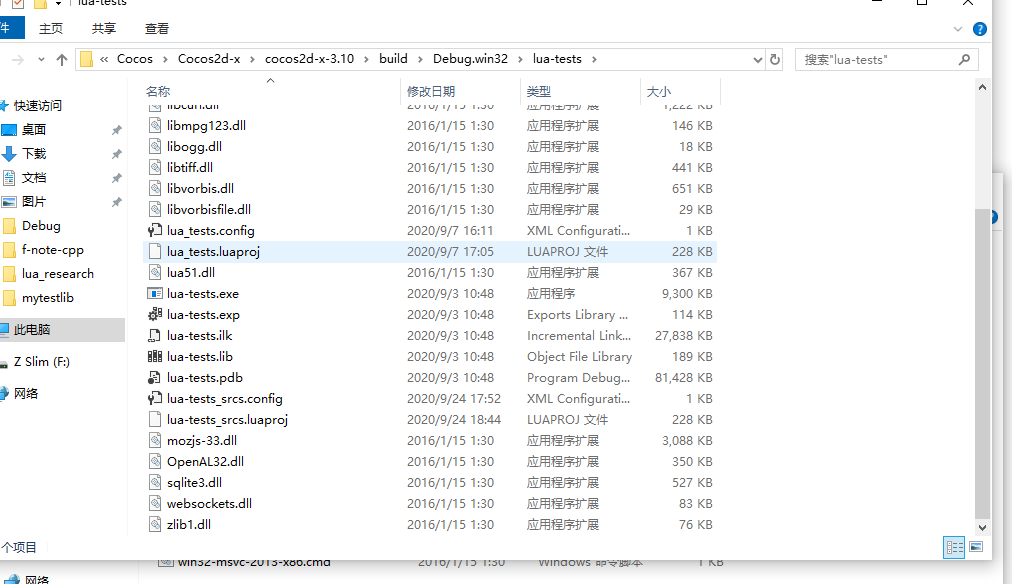 lua-tests
件 主页 共享 查看
« Cocos › Cocos2d-x › cocos2d-x-3.10 › build › Debug.win32 › lua-tests › 搜索"lua-tests"
名称 修改日期 类型 大小
快速访问
桌面
下载
文档
图片
Debug
f-note-cpp
lua_research
mytestlib
此电脑
Z Slim (F:)
网络
libcurl.dll 2016/1/15 1:30 应用程序扩展 1,222 KB
libmpg123.dll 2016/1/15 1:30 应用程序扩展 146 KB
libogg.dll 2016/1/15 1:30 应用程序扩展 18 KB
libtiff.dll 2016/1/15 1:30 应用程序扩展 441 KB
libvorbis.dll 2016/1/15 1:30 应用程序扩展 651 KB
libvorbisfile.dll 2016/1/15 1:30 应用程序扩展 29 KB
lua_tests.config 2020/9/7 16:11 XML Configurati... 1 KB
lua_tests.luaproj 2020/9/7 17:05 LUAPROJ 文件 228 KB
lua51.dll 2016/1/15 1:30 应用程序扩展 367 KB
lua-tests.exe 2020/9/3 10:48 应用程序 9,300 KB
lua-tests.exp 2020/9/3 10:48 Exports Library ... 114 KB
lua-tests.ilk 2020/9/3 10:48 Incremental Link... 27,838 KB
lua-tests.lib 2020/9/3 10:48 Object File Library 189 KB
lua-tests.pdb 2020/9/3 10:48 Program Debug... 81,428 KB
lua-tests_srcs.config 2020/9/24 17:52 XML Configurati... 1 KB
lua-tests_srcs.luaproj 2020/9/24 18:44 LUAPROJ 文件 228 KB
mozjs-33.dll 2016/1/15 1:30 应用程序扩展 3,088 KB
OpenAL32.dll 2016/1/15 1:30 应用程序扩展 350 KB
sqlite3.dll 2016/1/15 1:30 应用程序扩展 527 KB
websockets.dll 2016/1/15 1:30 应用程序扩展 83 KB
zlib1.dll 2016/1/15 1:30 应用程序扩展 76 KB
个项目
win32-msvc-2013-x86.cmd 2016/1/15 1:30 Windows 命令脚本 1 KB
网络